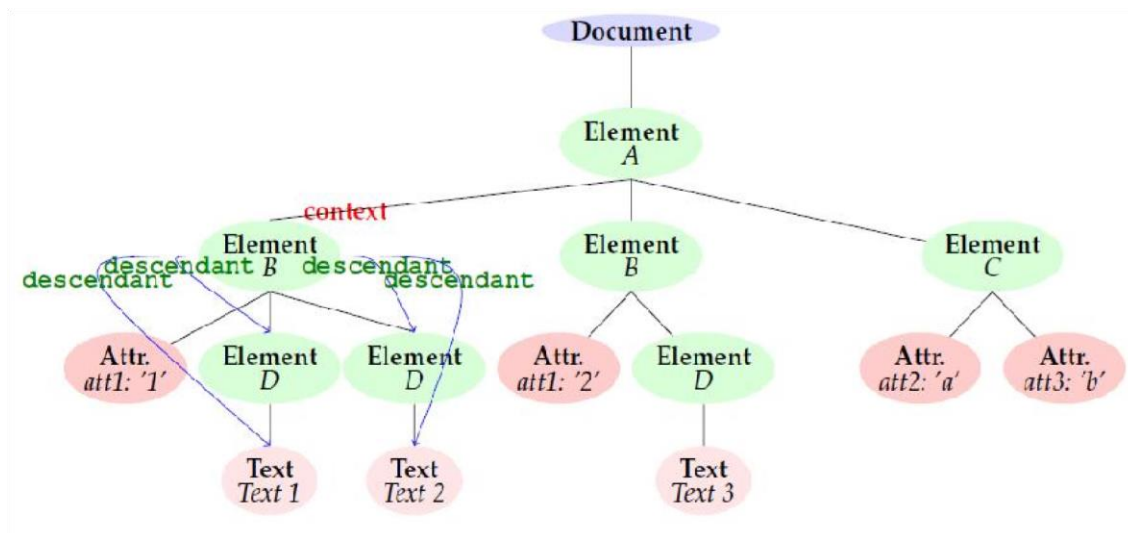 Document
Element
A
context
Element
B
Element
B
Element
C
descendant
descendant
descendant
descendant
Attr.
att1: '1'
Element
D
Element
D
Attr.
att1: '2'
Element
D
Attr.
att2: 'a'
Attr.
att3: 'b'
Text
Text 1
Text
Text 2
Text
Text 3